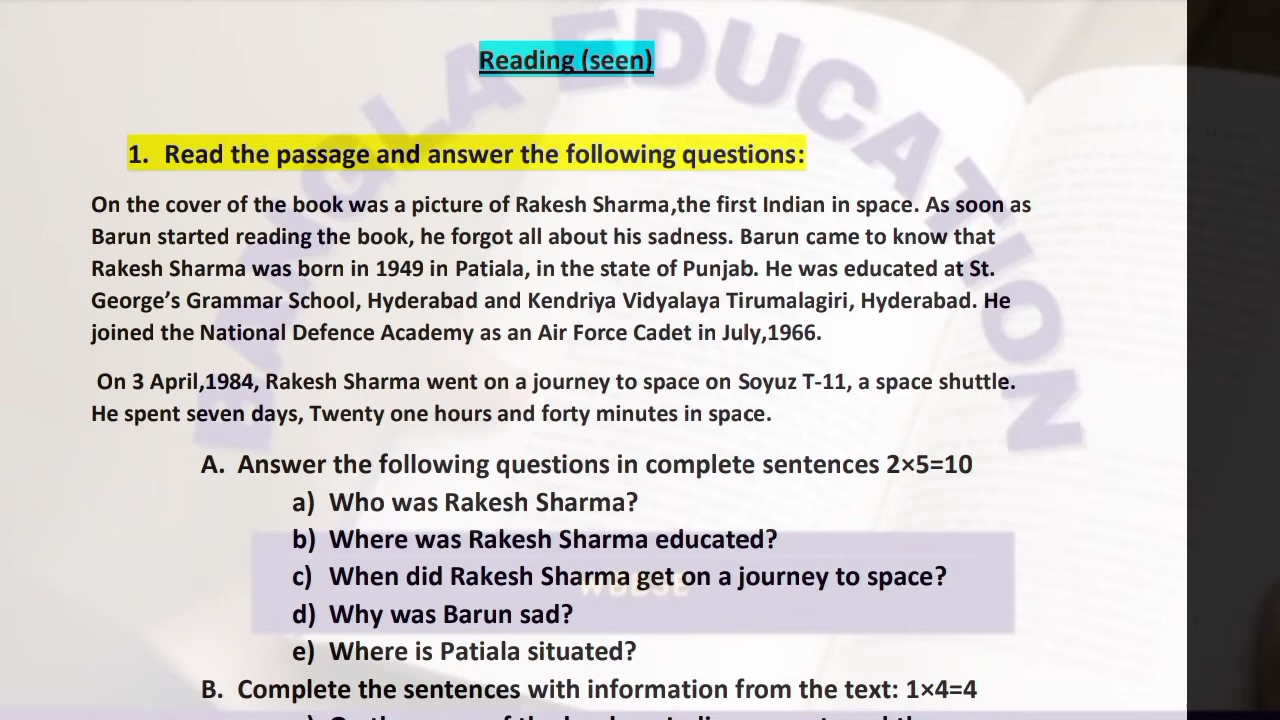 Reading (seen)
1. Read the passage and answer the following questions:
On the cover of the book was a picture of Rakesh Sharma,the first Indian in space. As soon as
Barun started reading the book, he forgot all about his sadness. Barun came to know that
Rakesh Sharma was born in 1949 in Patiala, in the state of Punjab. He was educated at St.
George’s Grammar School, Hyderabad and Kendriya Vidyalaya Tirumalagiri, Hyderabad. He
joined the National Defence Academy as an Air Force Cadet in July,1966.
On 3 April,1984, Rakesh Sharma went on a journey to space on Soyuz T-11, a space shuttle.
He spent seven days, Twenty one hours and forty minutes in space.
A. Answer the following questions in complete sentences 2×5=10
a) Who was Rakesh Sharma?
b) Where was Rakesh Sharma educated?
c) When did Rakesh Sharma get on a journey to space?
d) Why was Barun sad?
e) Where is Patiala situated?
B. Complete the sentences with information from the text: 1×4=4
BANGLA EDUCATION